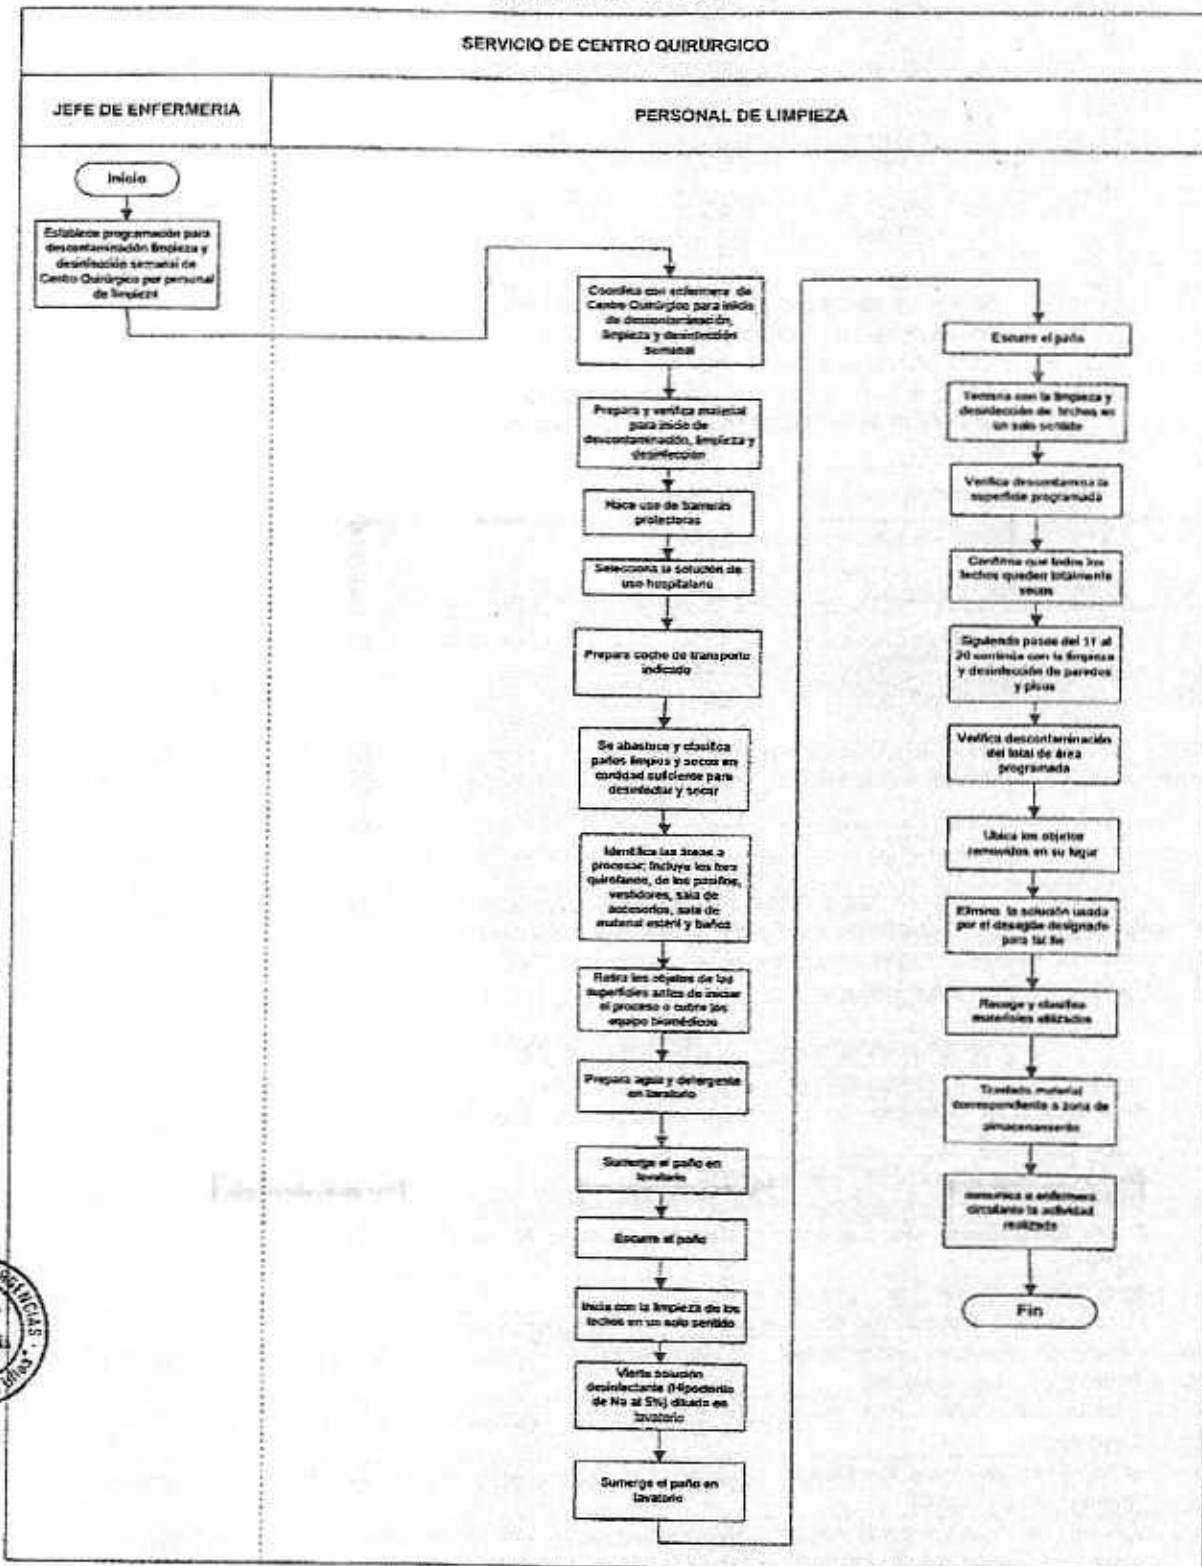 SERVICIO DE CENTRO QUIRURGICO
JEFE DE ENFERMERIA
PERSONAL DE LIMPIEZA
Inicio
Establece programación para
descontaminación limpieza y
desinfección semanal de
Centro Quirúrgico por personal
de limpieza
Coordina con enfermera de
Centro Quirúrgico para inicio
de descontaminación,
limpieza y desinfección
semanal
Prepara y verifica material
para inicio de
descontaminación, limpieza y
desinfección
Hace uso de barreras
protectoras
Selecciona la solución de
uso hospitalario
Prepara coche de transporte
indicado
Se abastece y clasifica
paños limpios y secos en
cantidad suficiente para
desinfectar y secar
Identifica las áreas a
procesar; Incluye los tres
quirófanos, de los pasillos,
vestidores, sala de
accesorios, sala de
material estéril y baños
Retira los objetos de las
superficies antes de iniciar
el proceso o cubre los
equipo biomédicos
Prepara agua y detergente
en lavatorio
Sumerge el paño en
lavatorio
Escurre el paño
Inicia con la limpieza de los
techos en un solo sentido
Vierte solución
desinfectante (Hipoclorito
de Na al 5%) diluida en
lavatorio
Sumerge el paño en
lavatorio
Escurre el paño
Termina con la limpieza y
desinfección de techos en
un solo sentido
Verifica descontamina la
superficie programada
Confirma que todos los
techos queden totalmente
secos
Siguiendo pasos del 11 al
20 continúa con la limpieza
y desinfección de paredes
y pisos
Verifica descontaminación
del total de área
programada
Ubica los objetos
removidos en su lugar
Elimina la solución usada
por el desagüe designado
para tal fin
Recoge y clasifica
materiales utilizados
Traslada material
correspondiente a zona de
almacenamiento
comunica a enfermera
circulante la actividad
realizada
Fin